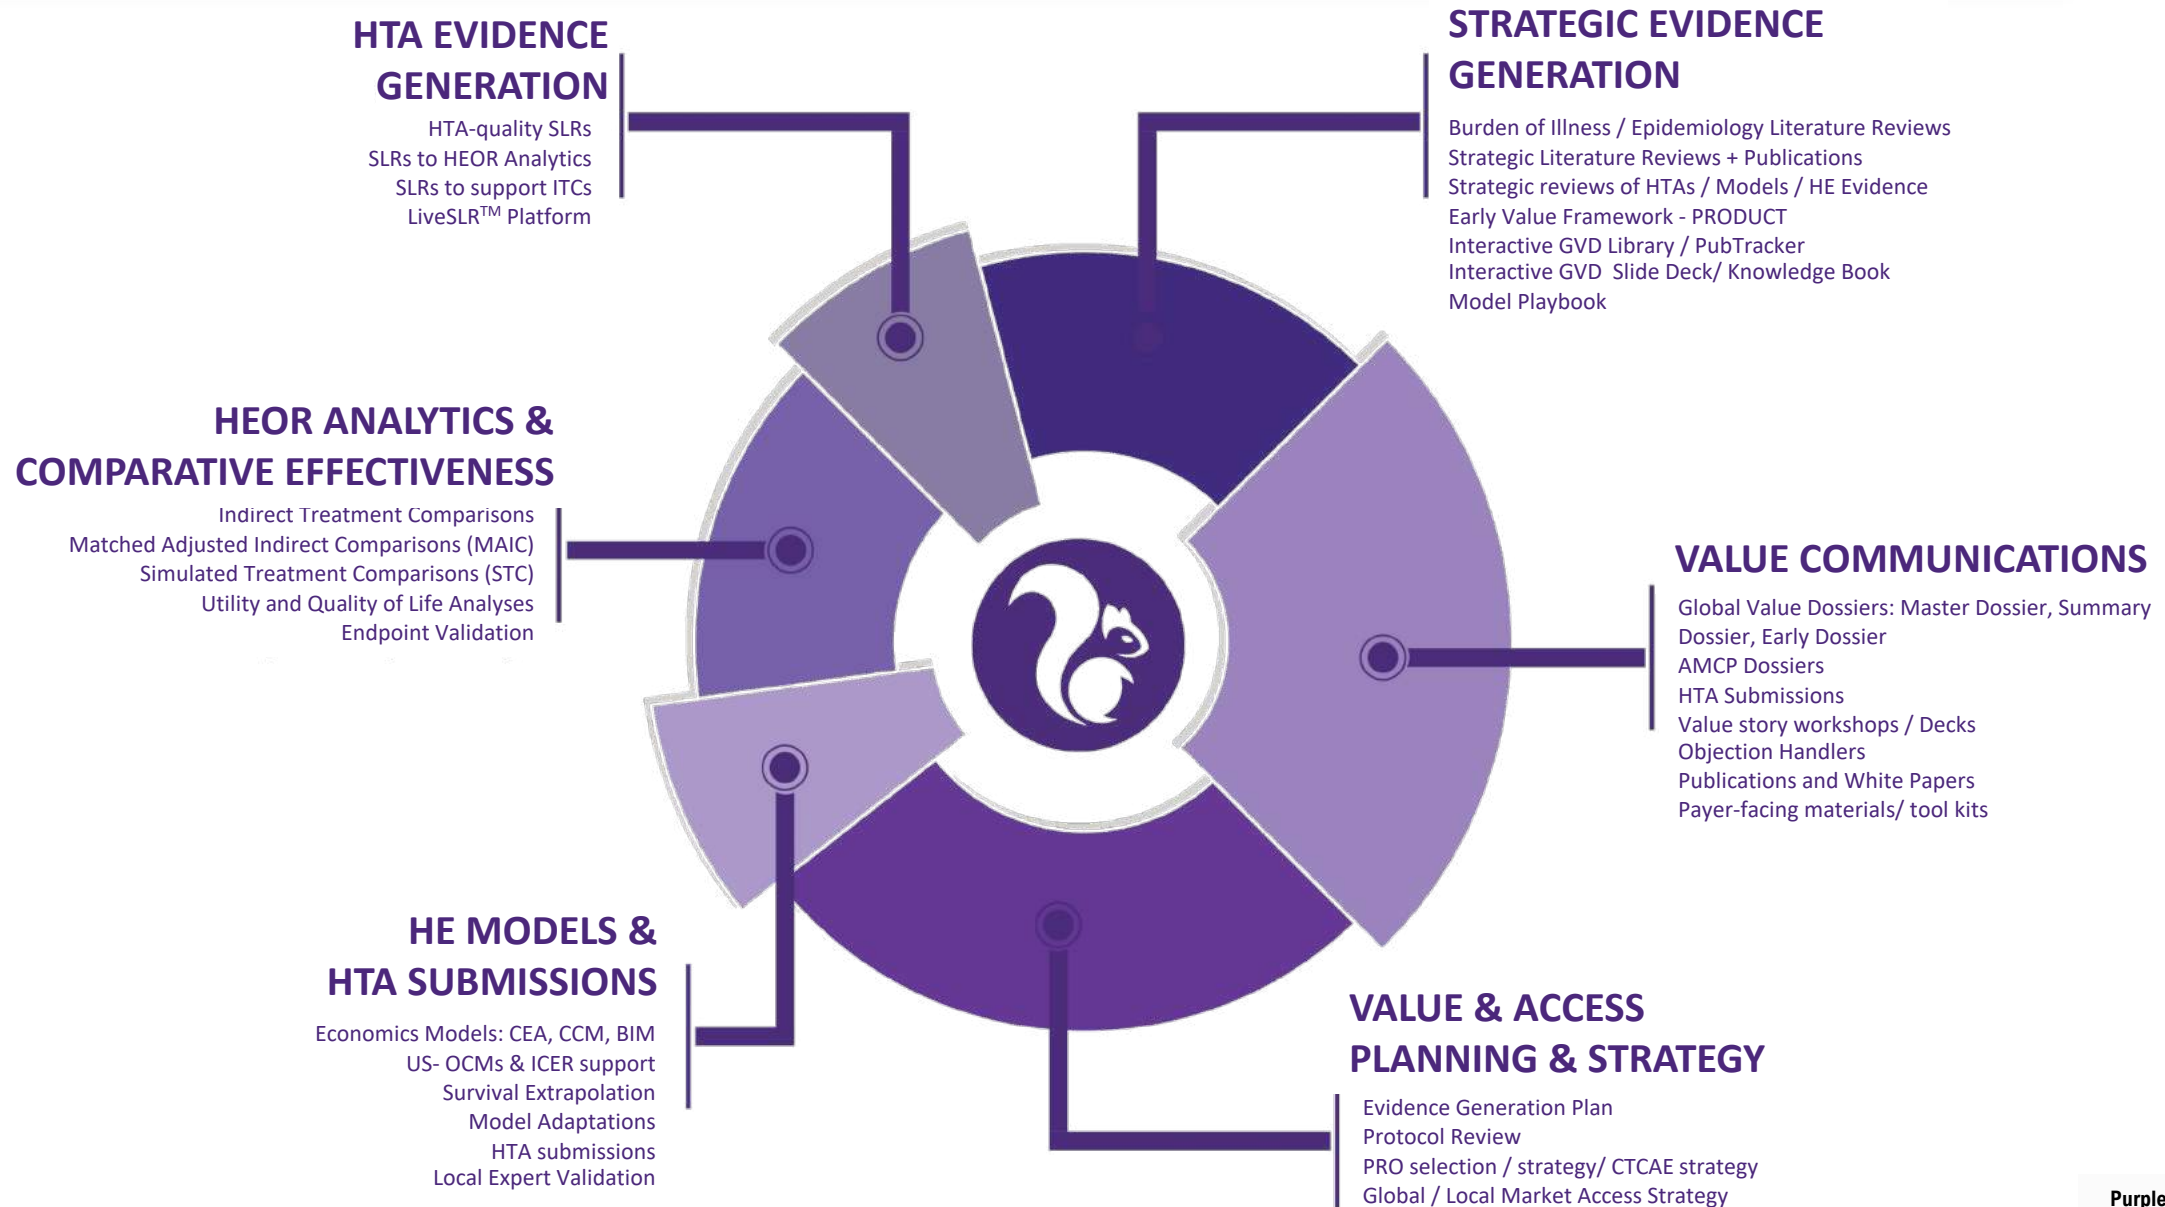 HTA EVIDENCE
GENERATION
HTA-quality SLRs
SLRs to HEOR Analytics
SLRs to support ITCs
LiveSLR™ Platform
STRATEGIC EVIDENCE
GENERATION
Burden of Illness / Epidemiology Literature Reviews
Strategic Literature Reviews + Publications
Strategic reviews of HTAs / Models / HE Evidence
Early Value Framework - PRODUCT
Interactive GVD Library / PubTracker
Interactive GVD Slide Deck/ Knowledge Book
Model Playbook
HEOR ANALYTICS &
COMPARATIVE EFFECTIVENESS
Indirect Treatment Comparisons
Matched Adjusted Indirect Comparisons (MAIC)
Simulated Treatment Comparisons (STC)
Utility and Quality of Life Analyses
Endpoint Validation
VALUE COMMUNICATIONS
Global Value Dossiers: Master Dossier, Summary
Dossier, Early Dossier
AMCP Dossiers
HTA Submissions
Value story workshops / Decks
Objection Handlers
Publications and White Papers
Payer-facing materials/ tool kits
HE MODELS &
HTA SUBMISSIONS
Economics Models: CEA, CCM, BIM
US- OCMs & ICER support
Survival Extrapolation
Model Adaptations
HTA submissions
Local Expert Validation
VALUE & ACCESS
PLANNING & STRATEGY
Evidence Generation Plan
Protocol Review
PRO selection / strategy/ CTCAE strategy
Global / Local Market Access Strategy
Purple